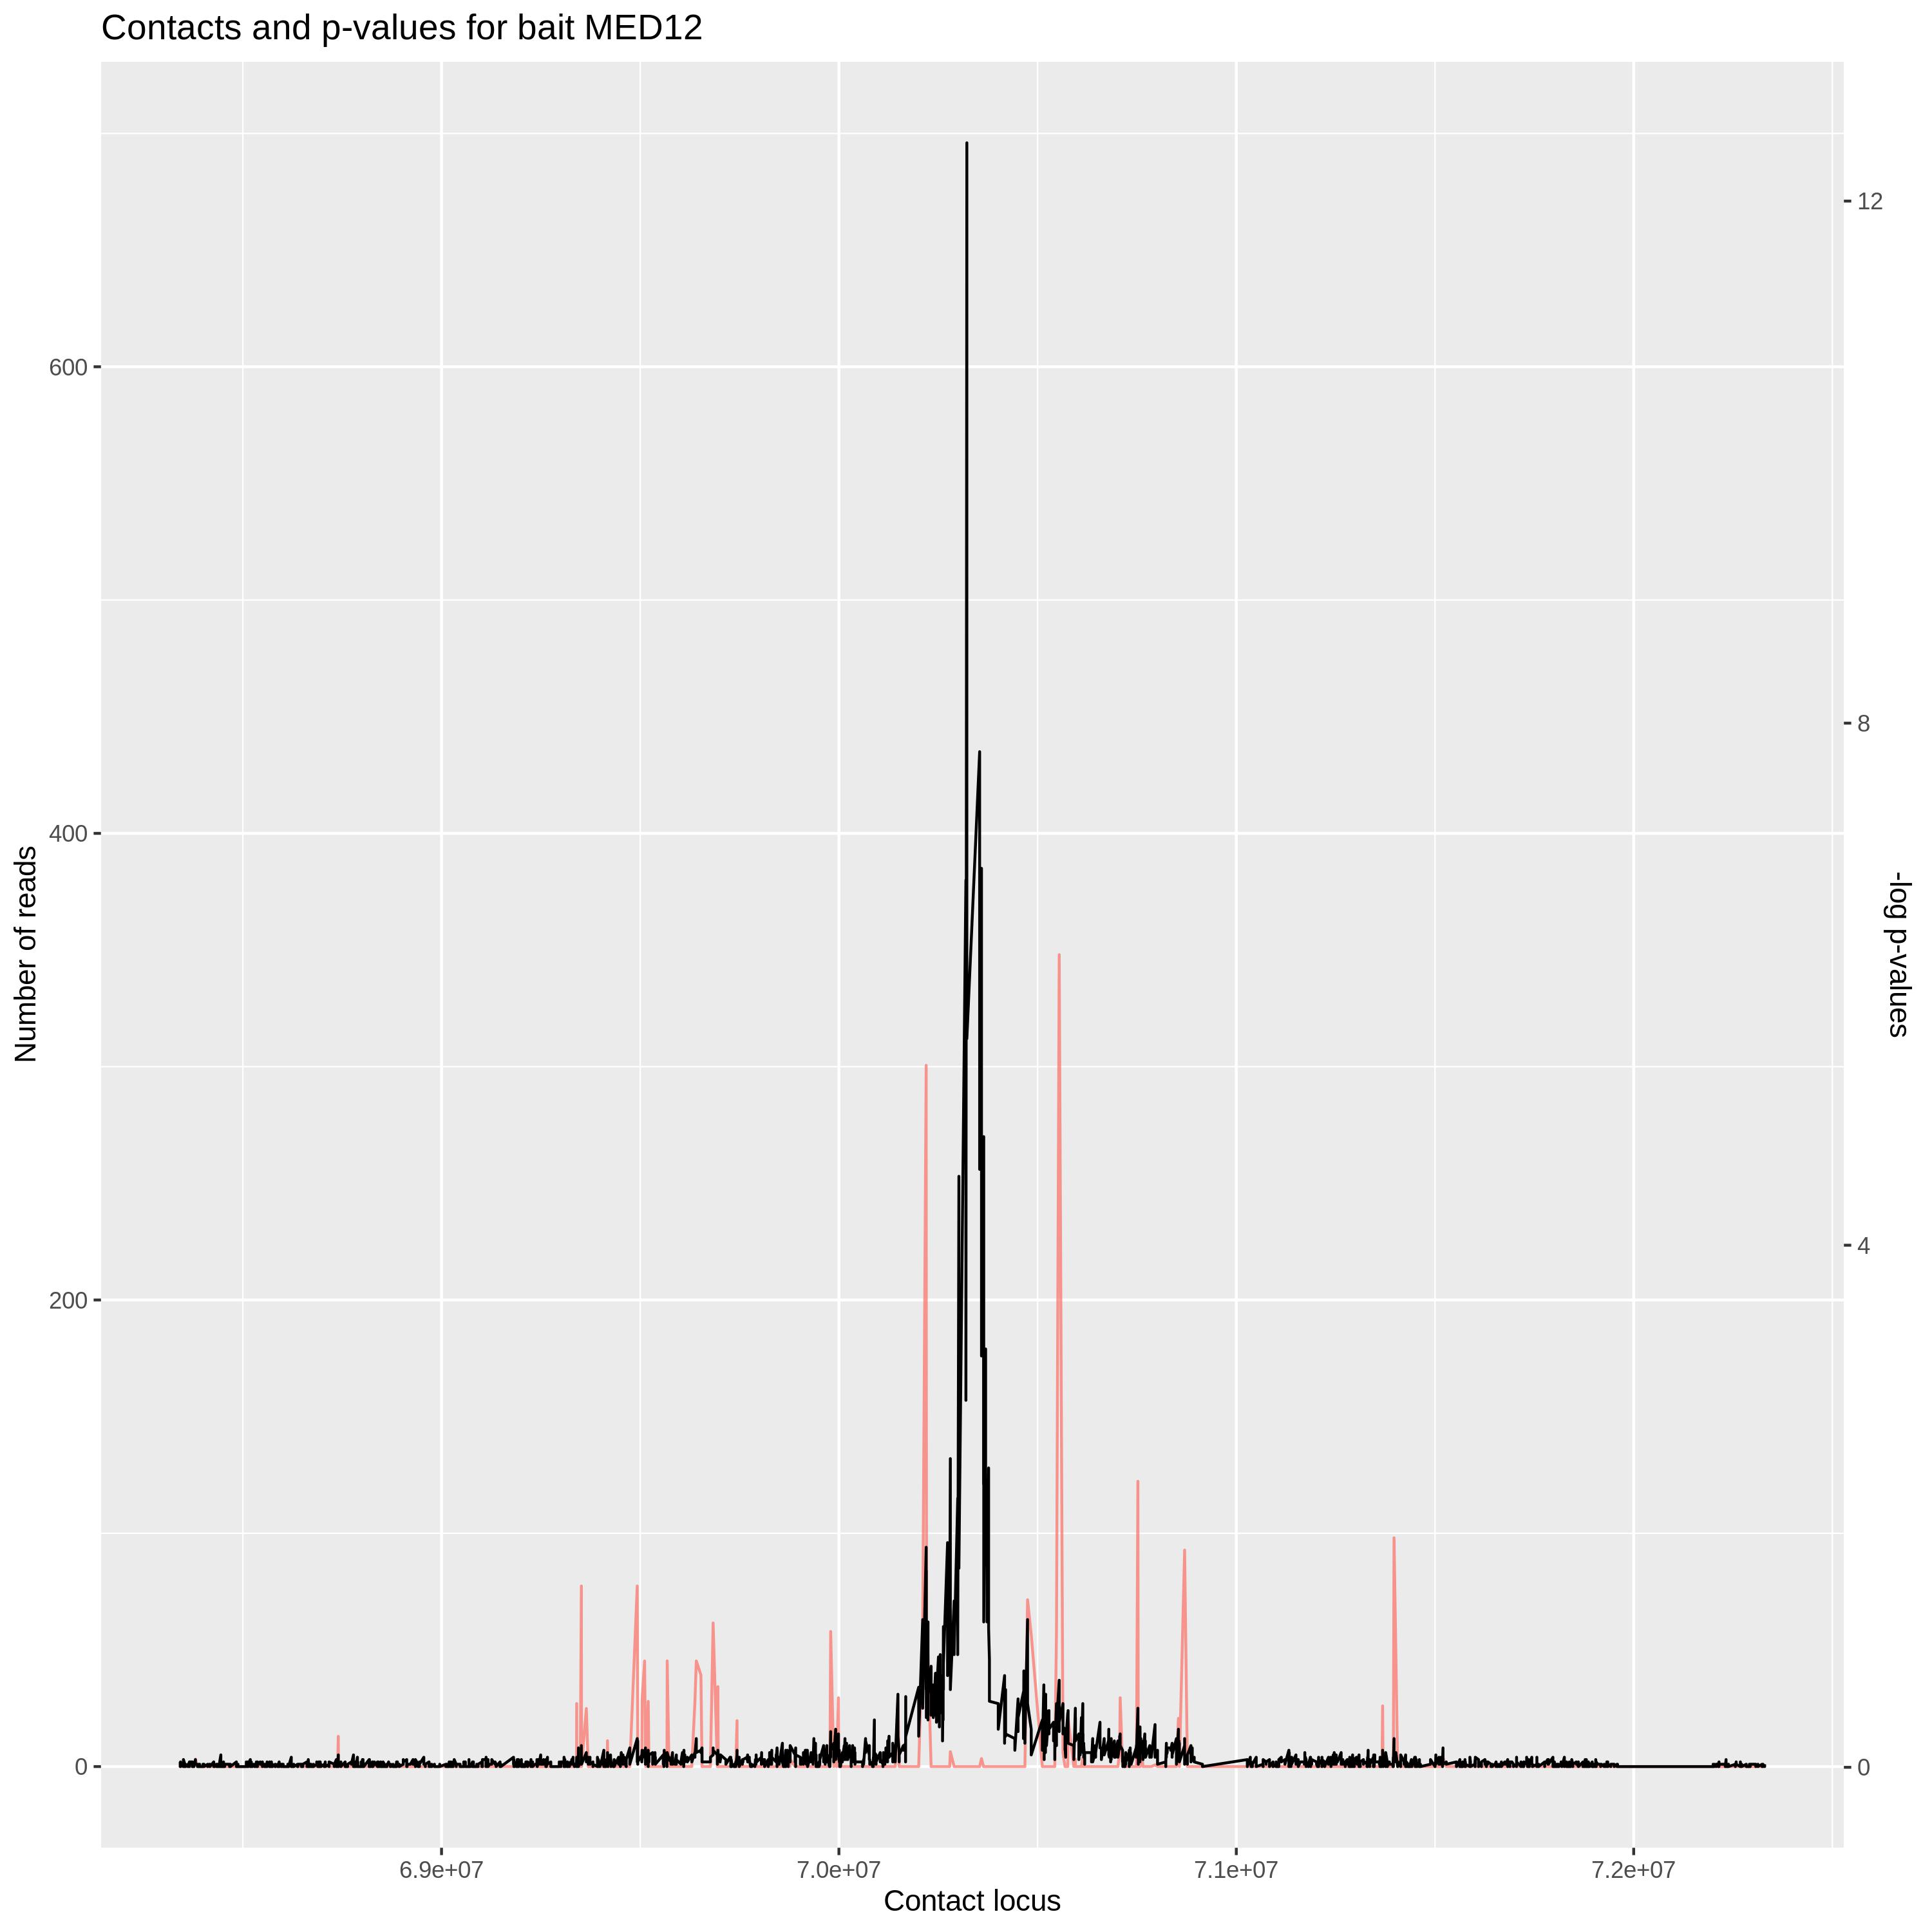 Contacts and p-values for bait MED12
600
400
200
0
12
8
4
0
Number of reads
-log p-values
6.9e+07
7.0e+07
7.1e+07
7.2e+07
Contact locus